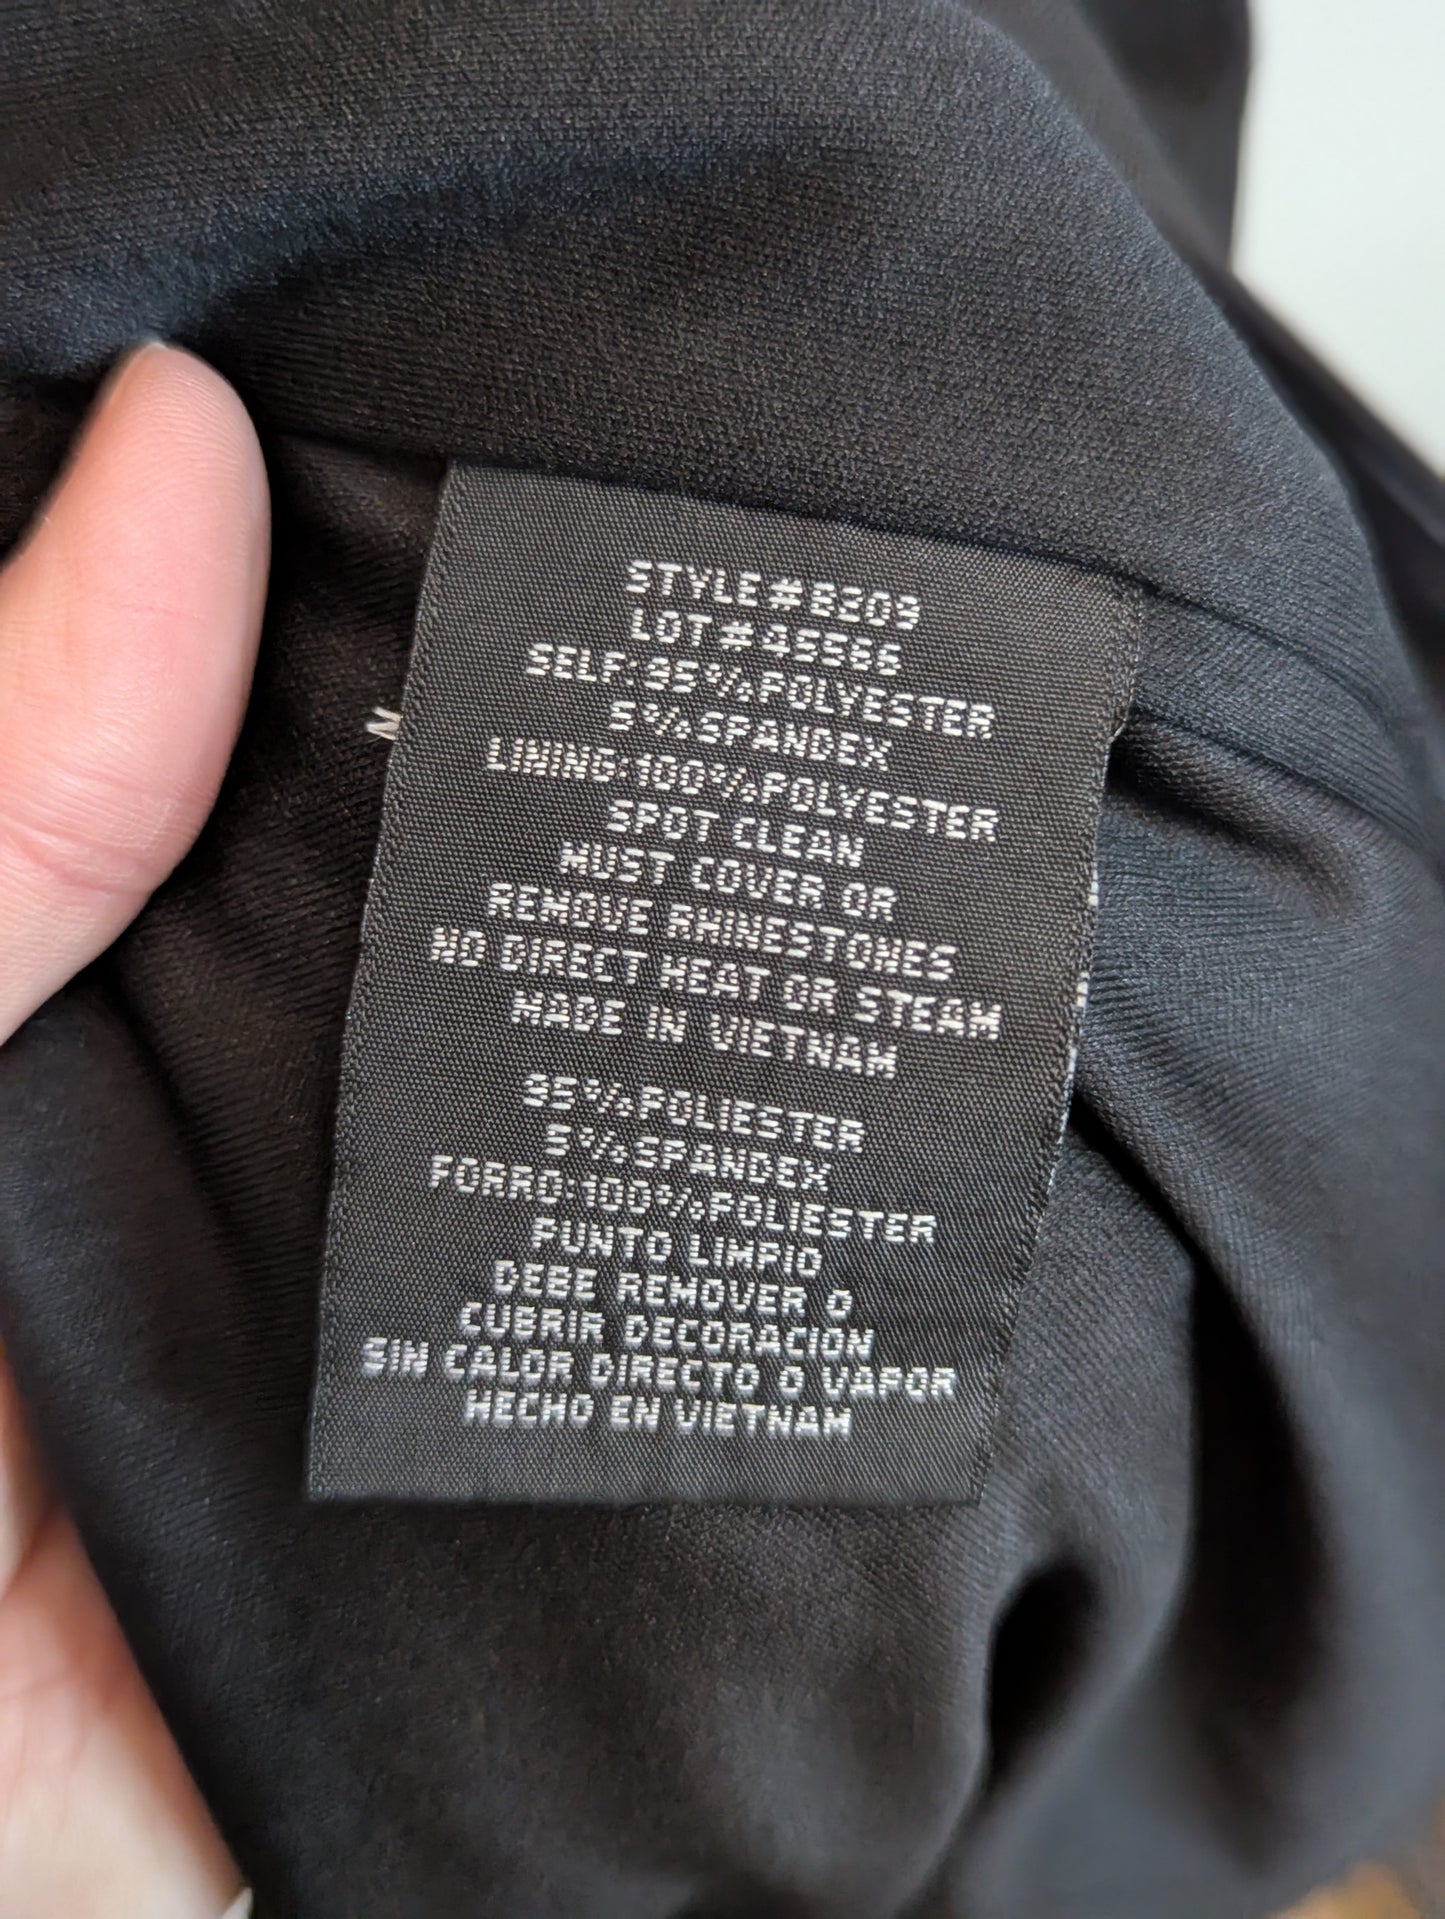 STYLE#8209
LOT#45566
SELF:95%POLYESTER
5%SPANDEX
LINING:100%POLYESTER
SPOT CLEAN
MUST COVER OR
REMOVE RHINESTONES
NO DIRECT HEAT OR STEAM
MADE IN VIETNAM
95%POLIESTER
5%SPANDEX
FORRO:100%POLIESTER
PUNTO LIMPIO
DEBE REMOVER O
CUBRIR DECORACION
SIN CALOR DIRECTO O VAPOR
HECHO EN VIETNAM